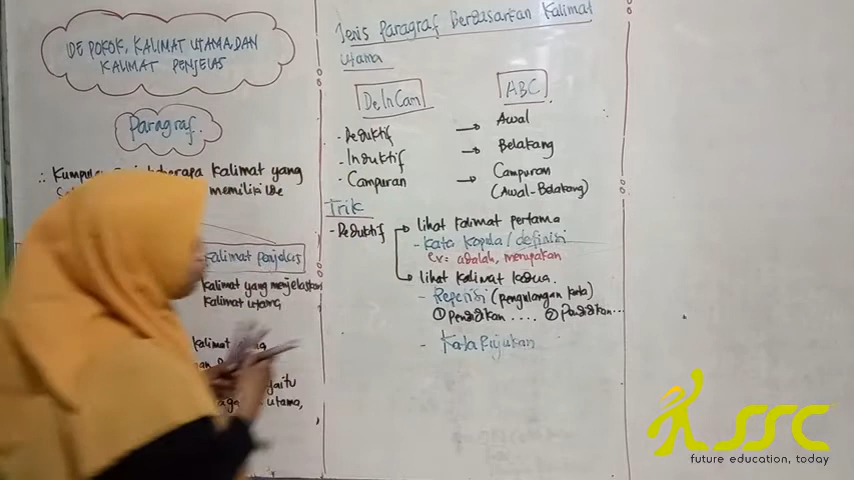 IDE POKOK, KALIMAT UTAMA, DAN
KALIMAT PENJELAS
Paragraf
Kalimat yang
memiliki ide
Kalimat Penjelas
kalimat yang menjelaskan
kalimat utama
kalimat
yaitu
utama,
Jenis Paragraf Berdasarkan Kalimat
Utama
DeInCam
ABC
- Deduktif → Awal
- Induktif → Belakang
- Campuran → Campuran
(Awal-Belakang)
Trik
- Deduktif → lihat kalimat pertama
- Kata Kopula / definisi
ex: adalah, merupakan
→ lihat kalimat kedua.
- Repetisi (pengulangan kata)
① Pendidikan .... ② Pendidikan...
- Kata Rujukan
SSC
future education, today